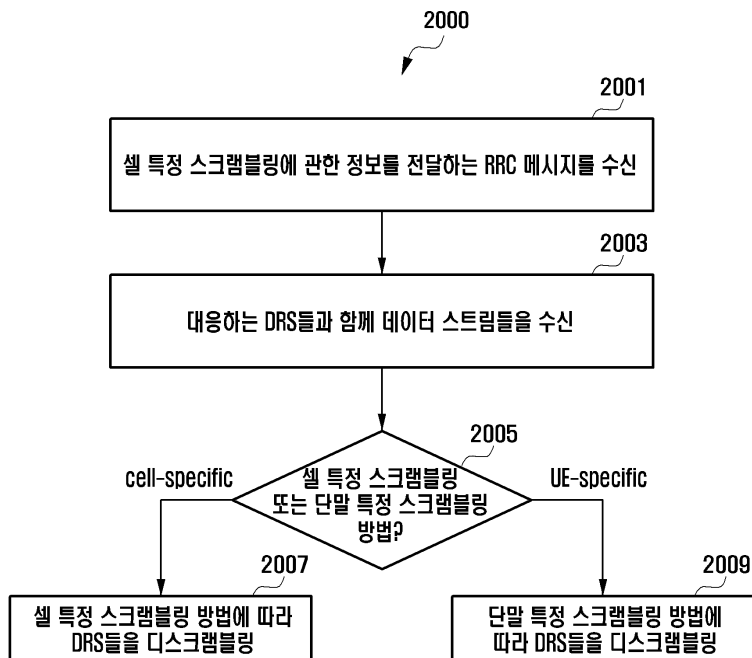 2000
2001
셀 특정 스크램블링에 관한 정보를 전달하는 RRC 메시지를 수신
2003
대응하는 DRS들과 함께 데이터 스트림들을 수신
2005
cell-specific
셀 특정 스크램블링
또는 단말 특정 스크램블링
방법?
UE-specific
2007
셀 특정 스크램블링 방법에 따라
DRS들을 디스크램블링
2009
단말 특정 스크램블링 방법에
따라 DRS들을 디스크램블링